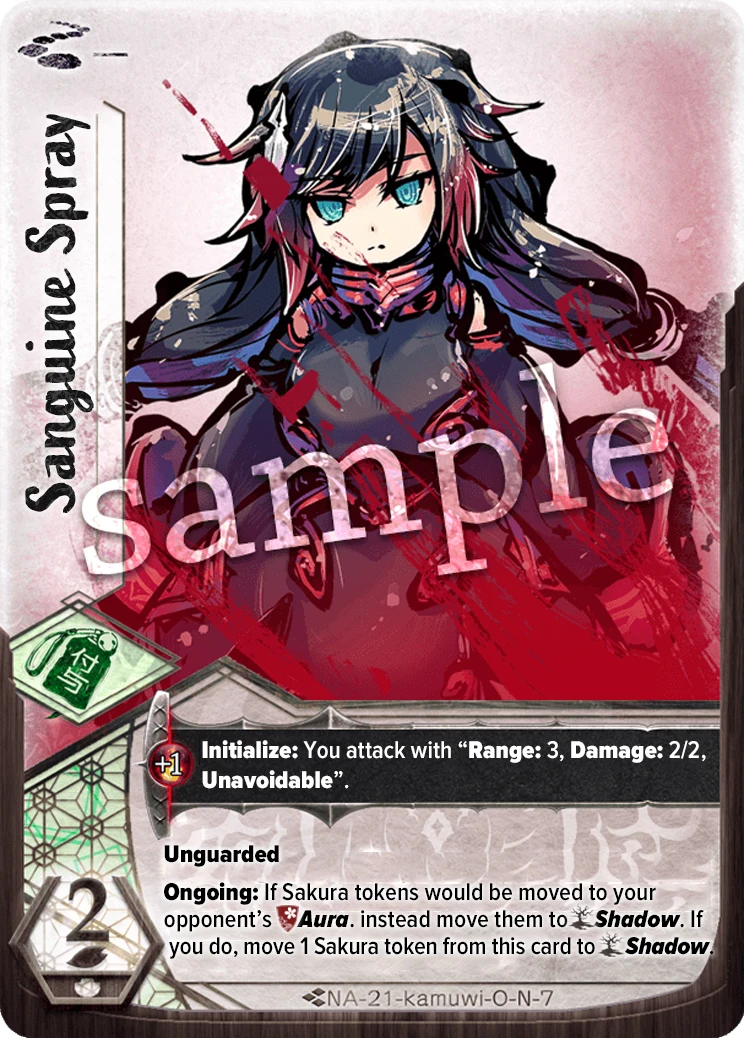 Sanguine Spray
sample
付
与
+1
Initialize: You attack with “Range: 3, Damage: 2/2,
Unavoidable”.
Unguarded
Ongoing: If Sakura tokens would be moved to your
opponent's Aura. instead move them to Shadow. If
you do, move 1 Sakura token from this card to Shadow.
2
NA-21-kamuwi-O-N-7